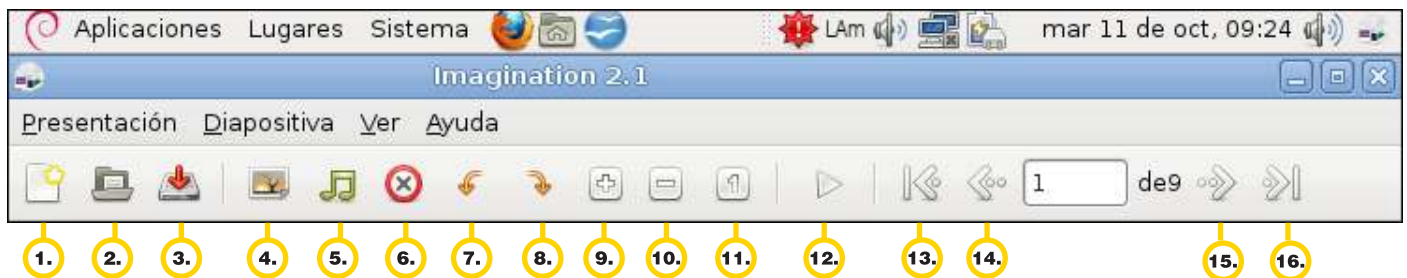 Aplicaciones Lugares Sistema LAm mar 11 de oct, 09:24
Imagination 2.1
Presentación Diapositiva Ver Ayuda
1 de9
1. 2. 3. 4. 5. 6. 7. 8. 9. 10. 11. 12. 13. 14. 15. 16.